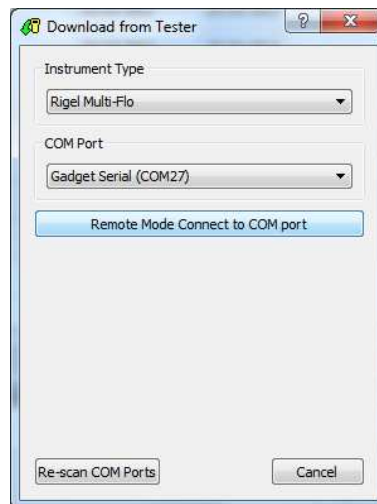 Download from Tester
Instrument Type
Rigel Multi-Flo
COM Port
Gadget Serial (COM27)
Remote Mode Connect to COM port
Re-scan COM Ports
Cancel